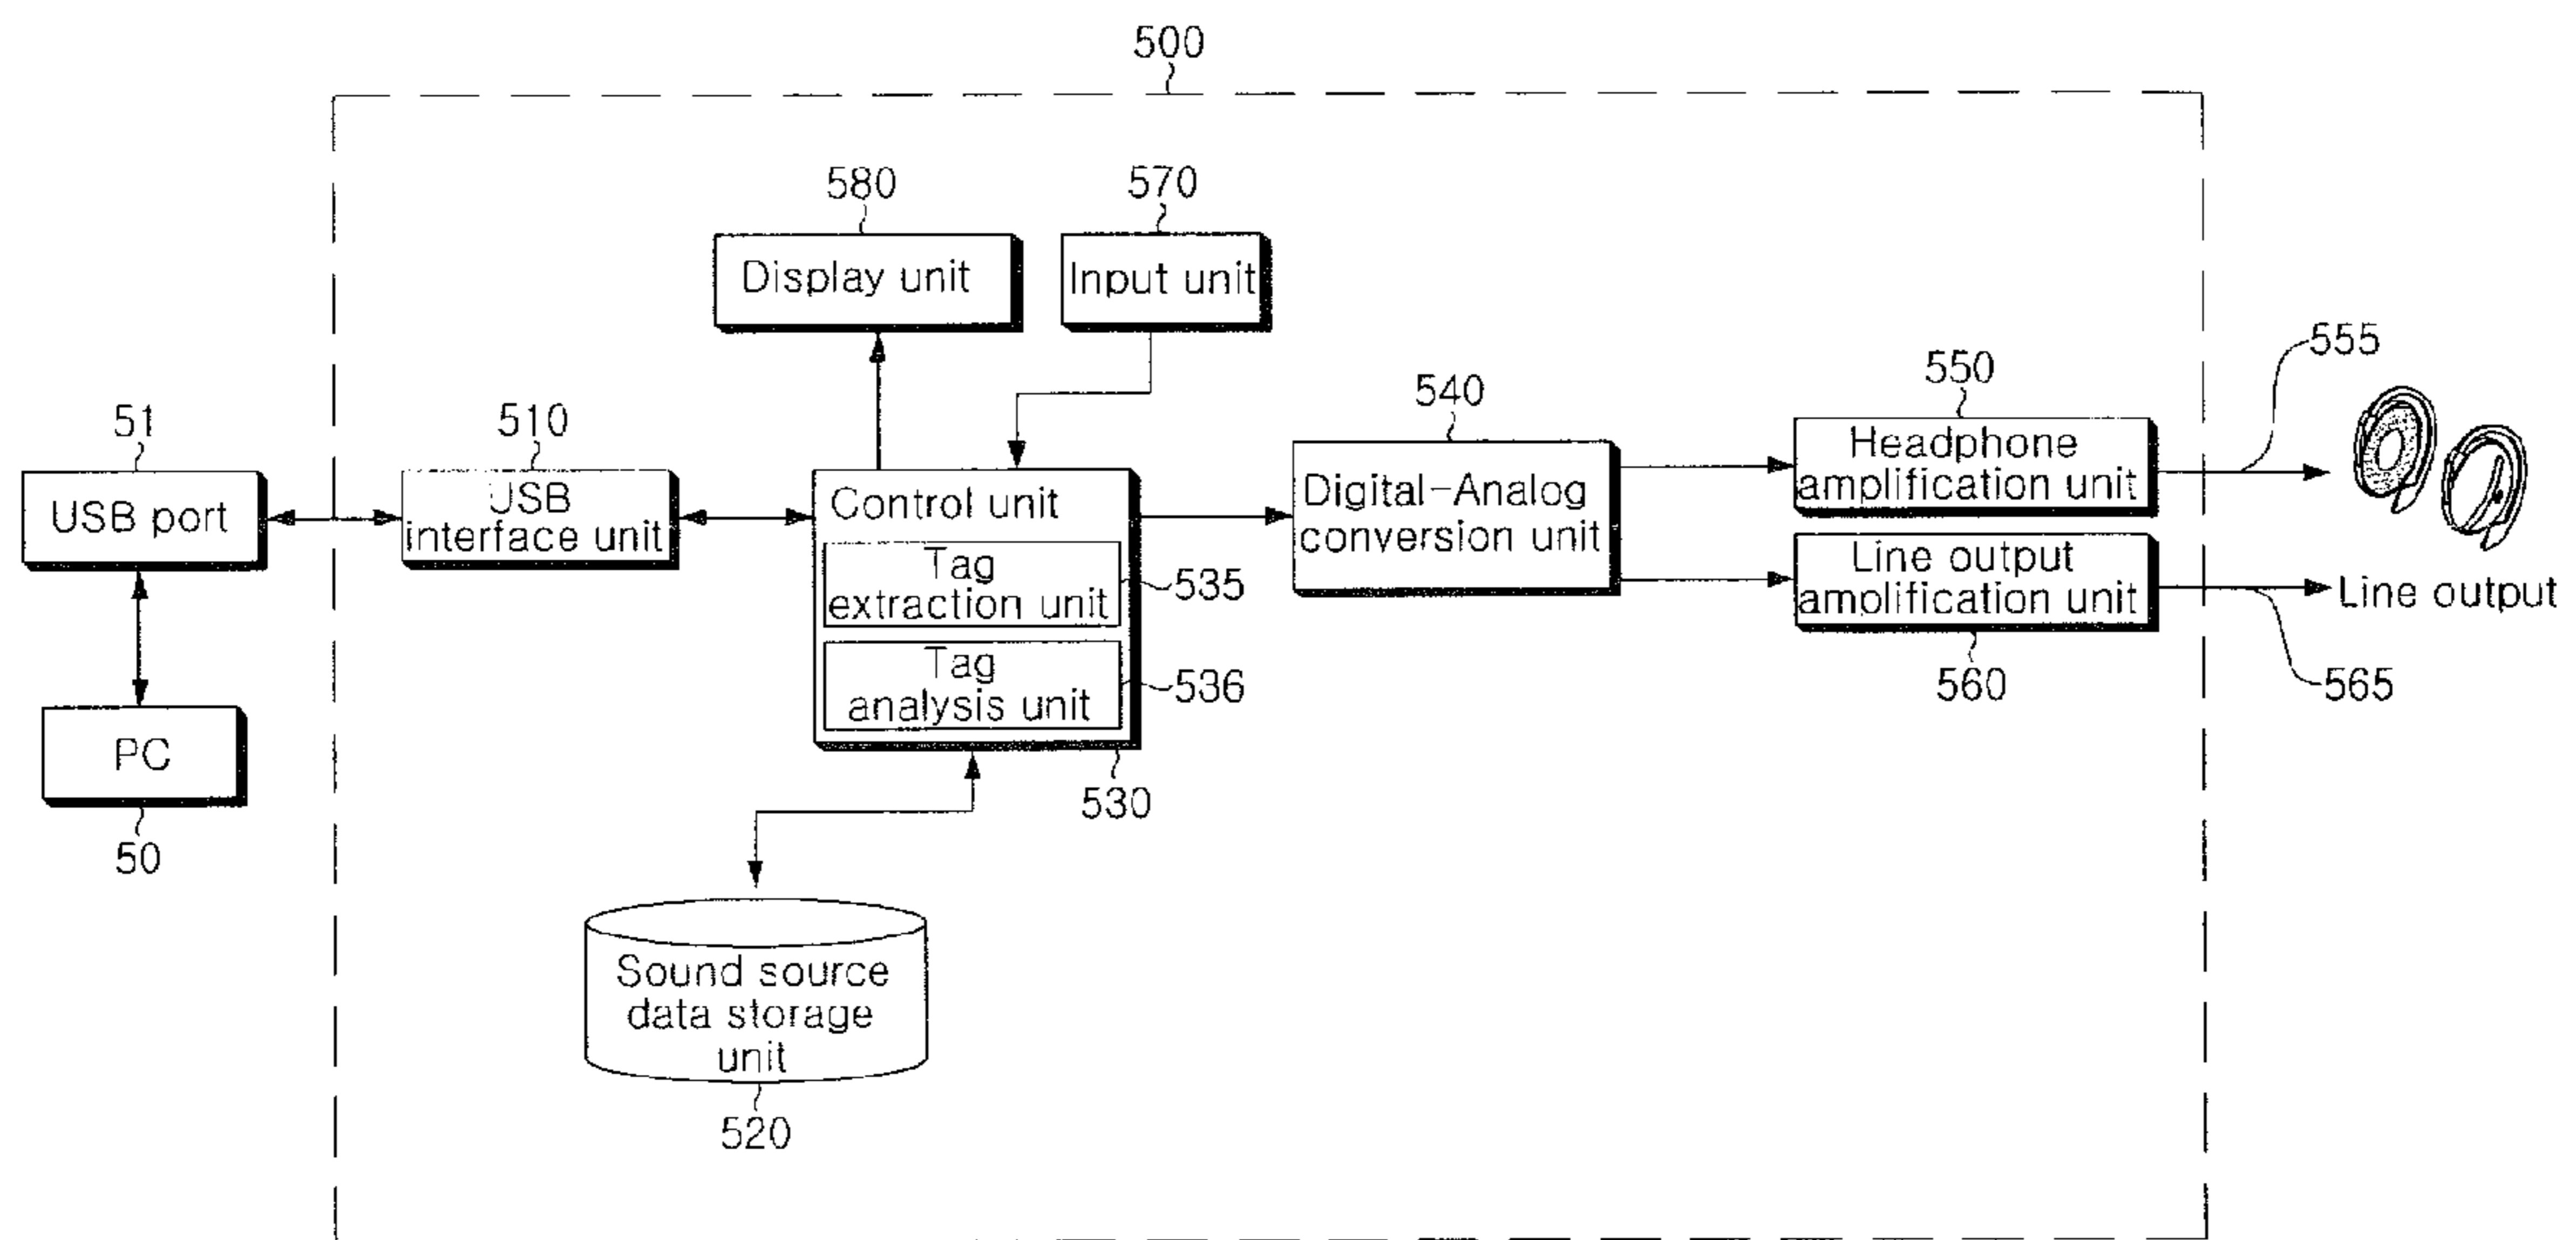 500
580
570
Display unit
Input unit
555
550
540
51
510
Headphone
amplification unit
USB port
USB
interface unit
Control unit
Digital-Analog
conversion unit
Tag
extraction unit
535
Line output
amplification unit
Line output
Tag
analysis unit
536
560
565
PC
530
50
Sound source
data storage
unit
520